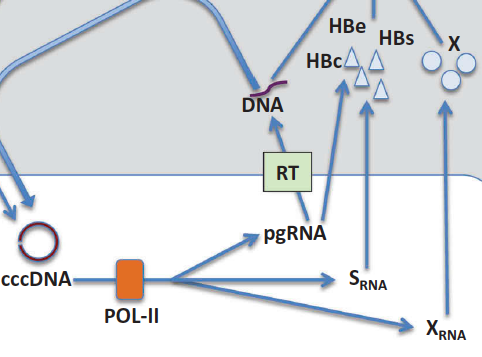 HBe
HBs
X
HBc
DNA
RT
pgRNA
cccDNA
SRNA
POL-II
XRNA